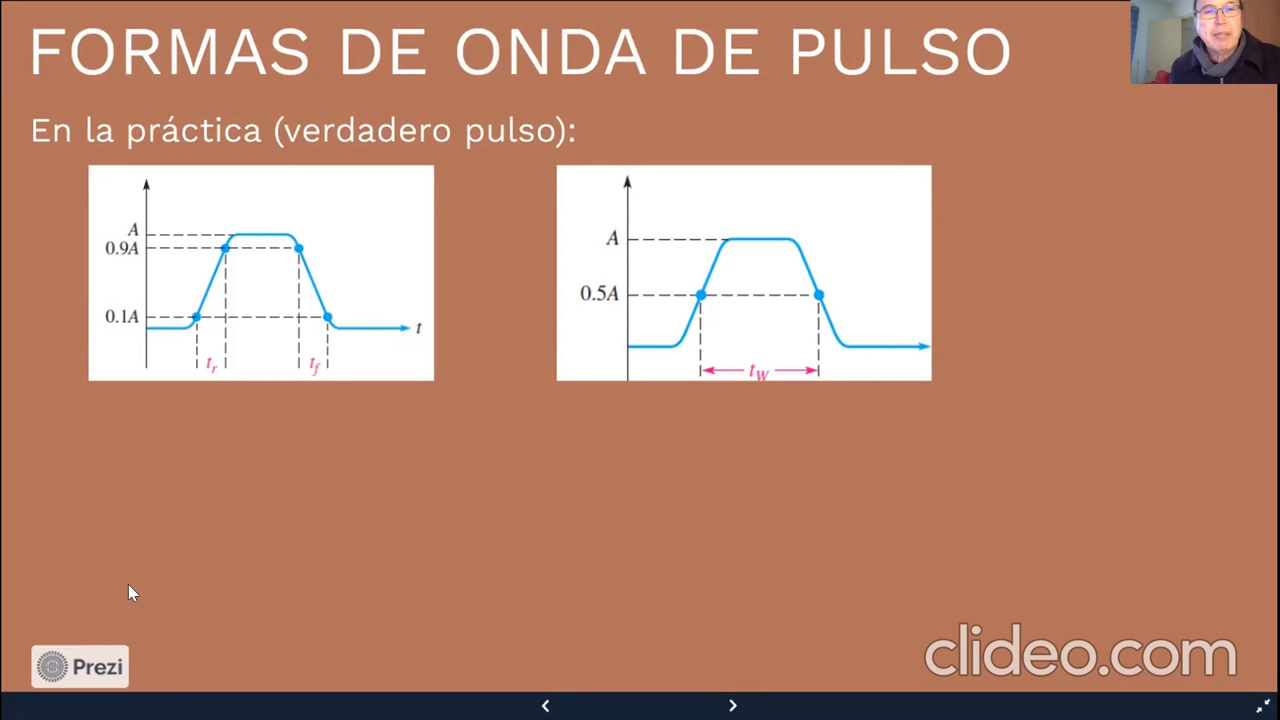 FORMAS DE ONDA DE PULSO
En la práctica (verdadero pulso):
A
0.9A
0.1A
t
tr
tf
A
0.5A
tW
Prezi
clideo.com